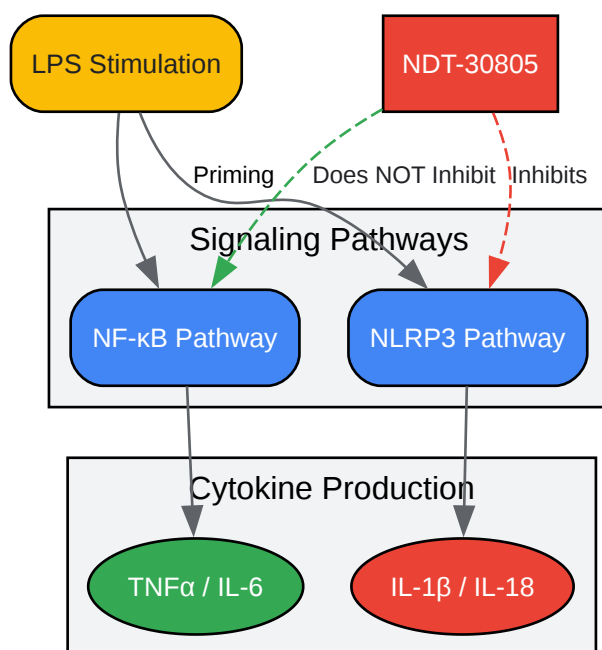 LPS Stimulation
NDT-30805
Priming
Does NOT Inhibit
Inhibits
Signaling Pathways
NF-κB Pathway
NLRP3 Pathway
Cytokine Production
TNFα / IL-6
IL-1β / IL-18